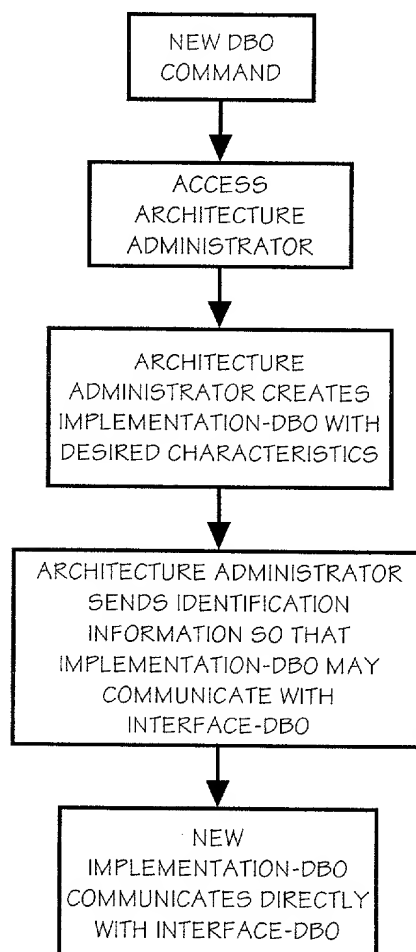 NEW DBO
COMMAND
ACCESS
ARCHITECTURE
ADMINISTRATOR
ARCHITECTURE
ADMINISTRATOR CREATES
IMPLEMENTATION-DBO WITH
DESIRED CHARACTERISTICS
ARCHITECTURE ADMINISTRATOR
SENDS IDENTIFICATION
INFORMATION SO THAT
IMPLEMENTATION-DBO MAY
COMMUNICATE WITH
INTERFACE-DBO
NEW
IMPLEMENTATION-DBO
COMMUNICATES DIRECTLY
WITH INTERFACE-DBO